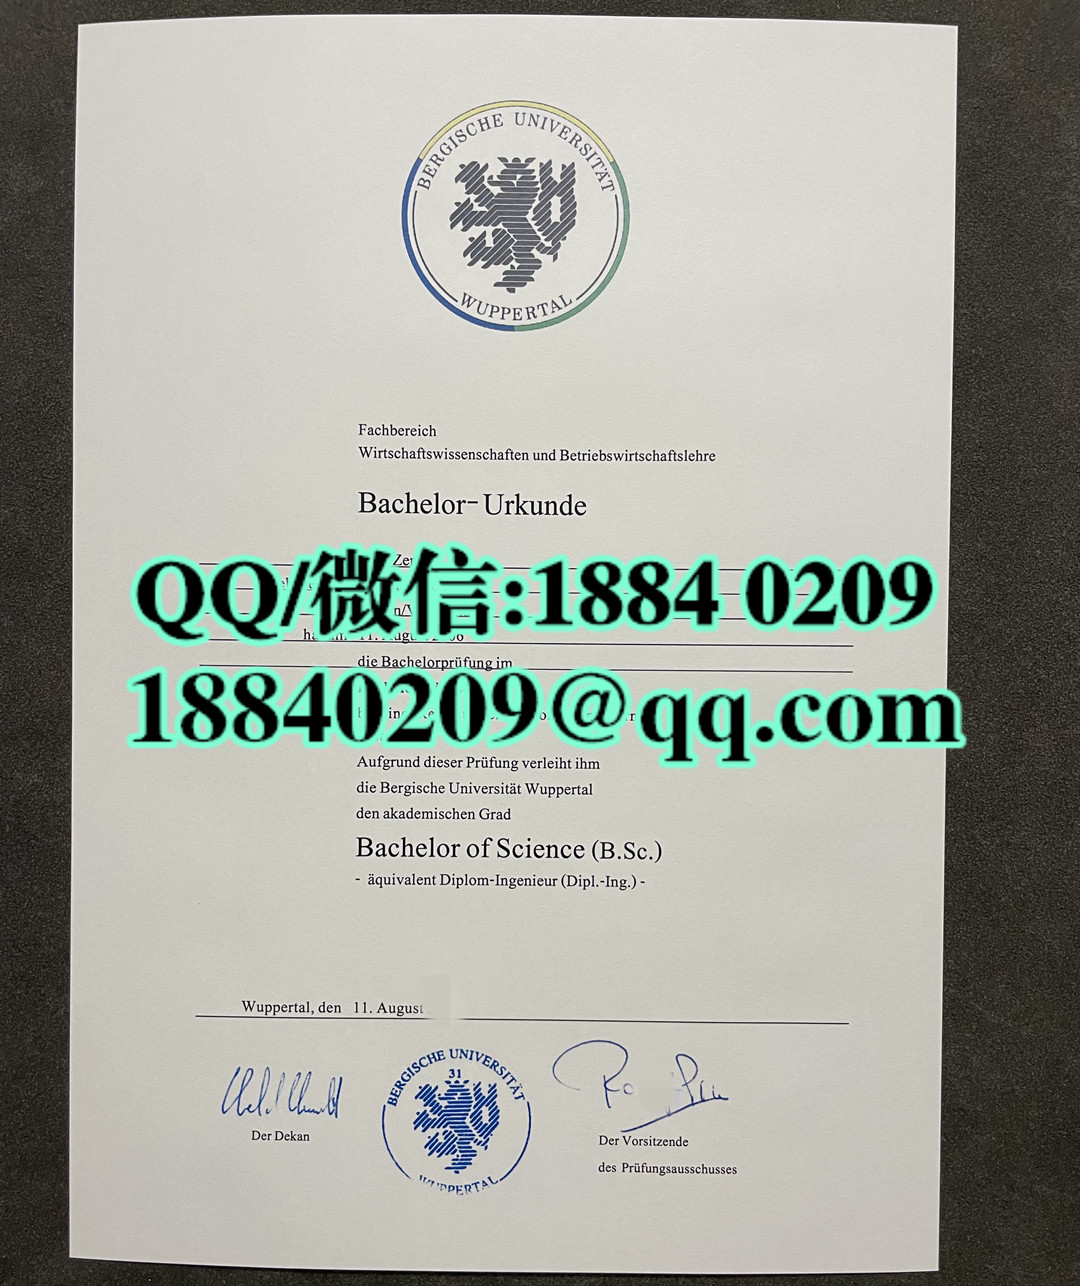 BERGISCHE UNIVERSITÄT
WUPPERTAL
Fachbereich
Wirtschaftswissenschaften und Betriebswirtschaftslehre
Bachelor-Urkunde
QQ/微信:1884 0209
die Bachelorprüfung im
18840209@qq.com
Aufgrund dieser Prüfung verleiht ihm
die Bergische Universität Wuppertal
den akademischen Grad
Bachelor of Science (B.Sc.)
- äquivalent Diplom-Ingenieur (Dipl.-Ing.) -
Wuppertal, den 11. August
BERGISCHE UNIVERSITÄT
31
WUPPERTAL
Der Dekan
Der Vorsitzende
des Prüfungsausschusses